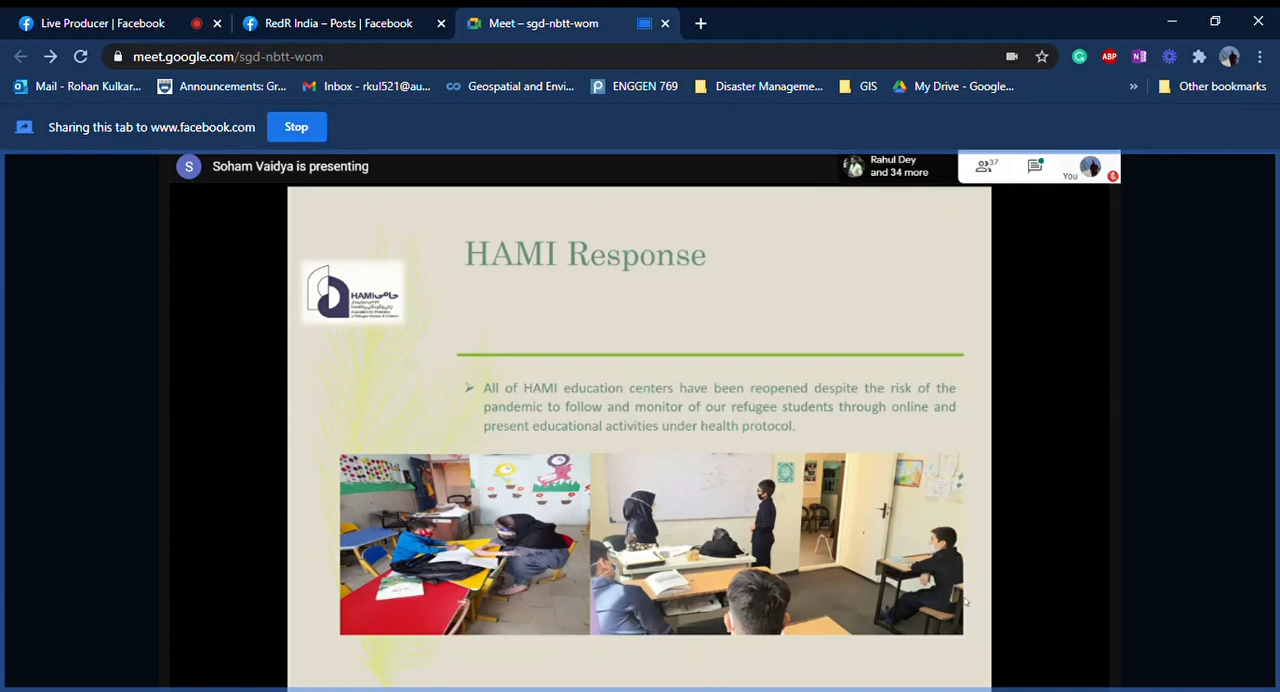 Live Producer | Facebook
RedR India – Posts | Facebook
Meet – sgd-nbtt-wom
meet.google.com/sgd-nbtt-wom
ABP
Mail - Rohan Kulkar...
Announcements: Gr...
Inbox - rkul521@au...
Geospatial and Envi...
ENGGEN 769
Disaster Manageme...
GIS
My Drive - Google...
»
Other bookmarks
Sharing this tab to www.facebook.com
Stop
S
Soham Vaidya is presenting
Rahul Dey
and 34 more
37
You
HAMI Response
HAMI حامی
All of HAMI education centers have been reopened despite the risk of the
pandemic to follow and monitor of our refugee students through online and
present educational activities under health protocol.